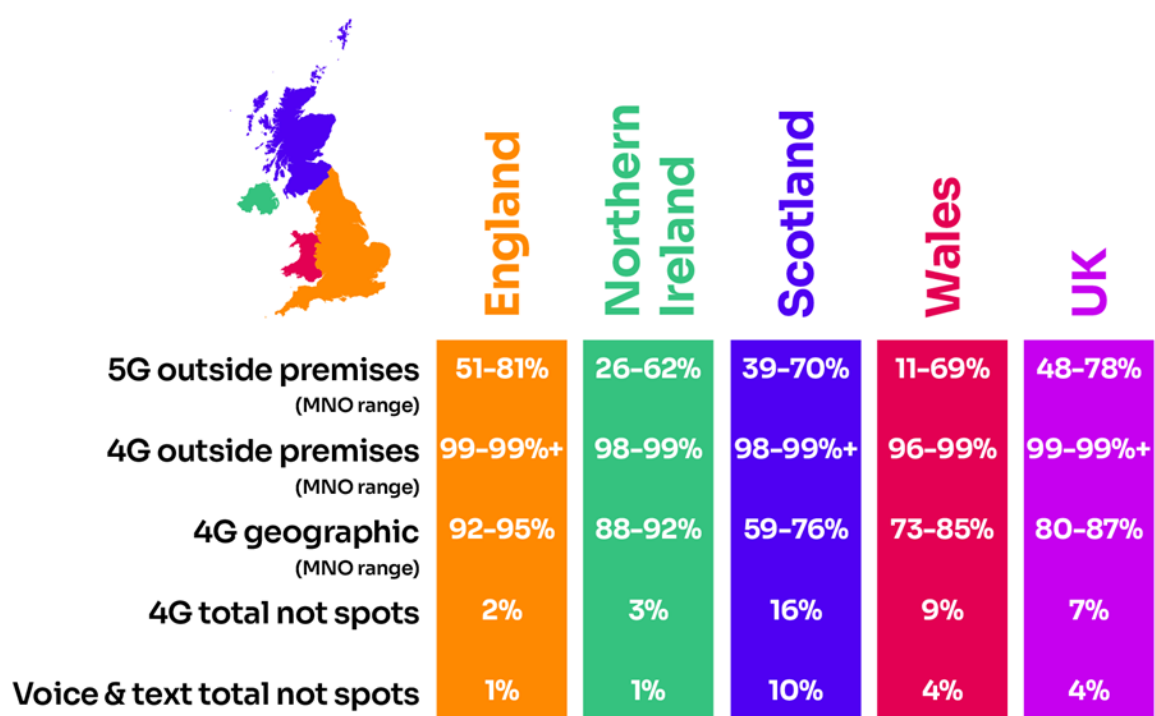 England
Northern
Ireland
Scotland
Wales
UK
5G outside premises 51-81% 26-62% 39-70% 11-69% 48-78%
(MNO range)
4G outside premises 99-99%+ 98-99% 98-99%+ 96-99% 99-99%+
(MNO range)
4G geographic 92-95% 88-92% 59-76% 73-85% 80-87%
(MNO range)
4G total not spots 2% 3% 16% 9% 7%
Voice & text total not spots 1% 1% 10% 4% 4%